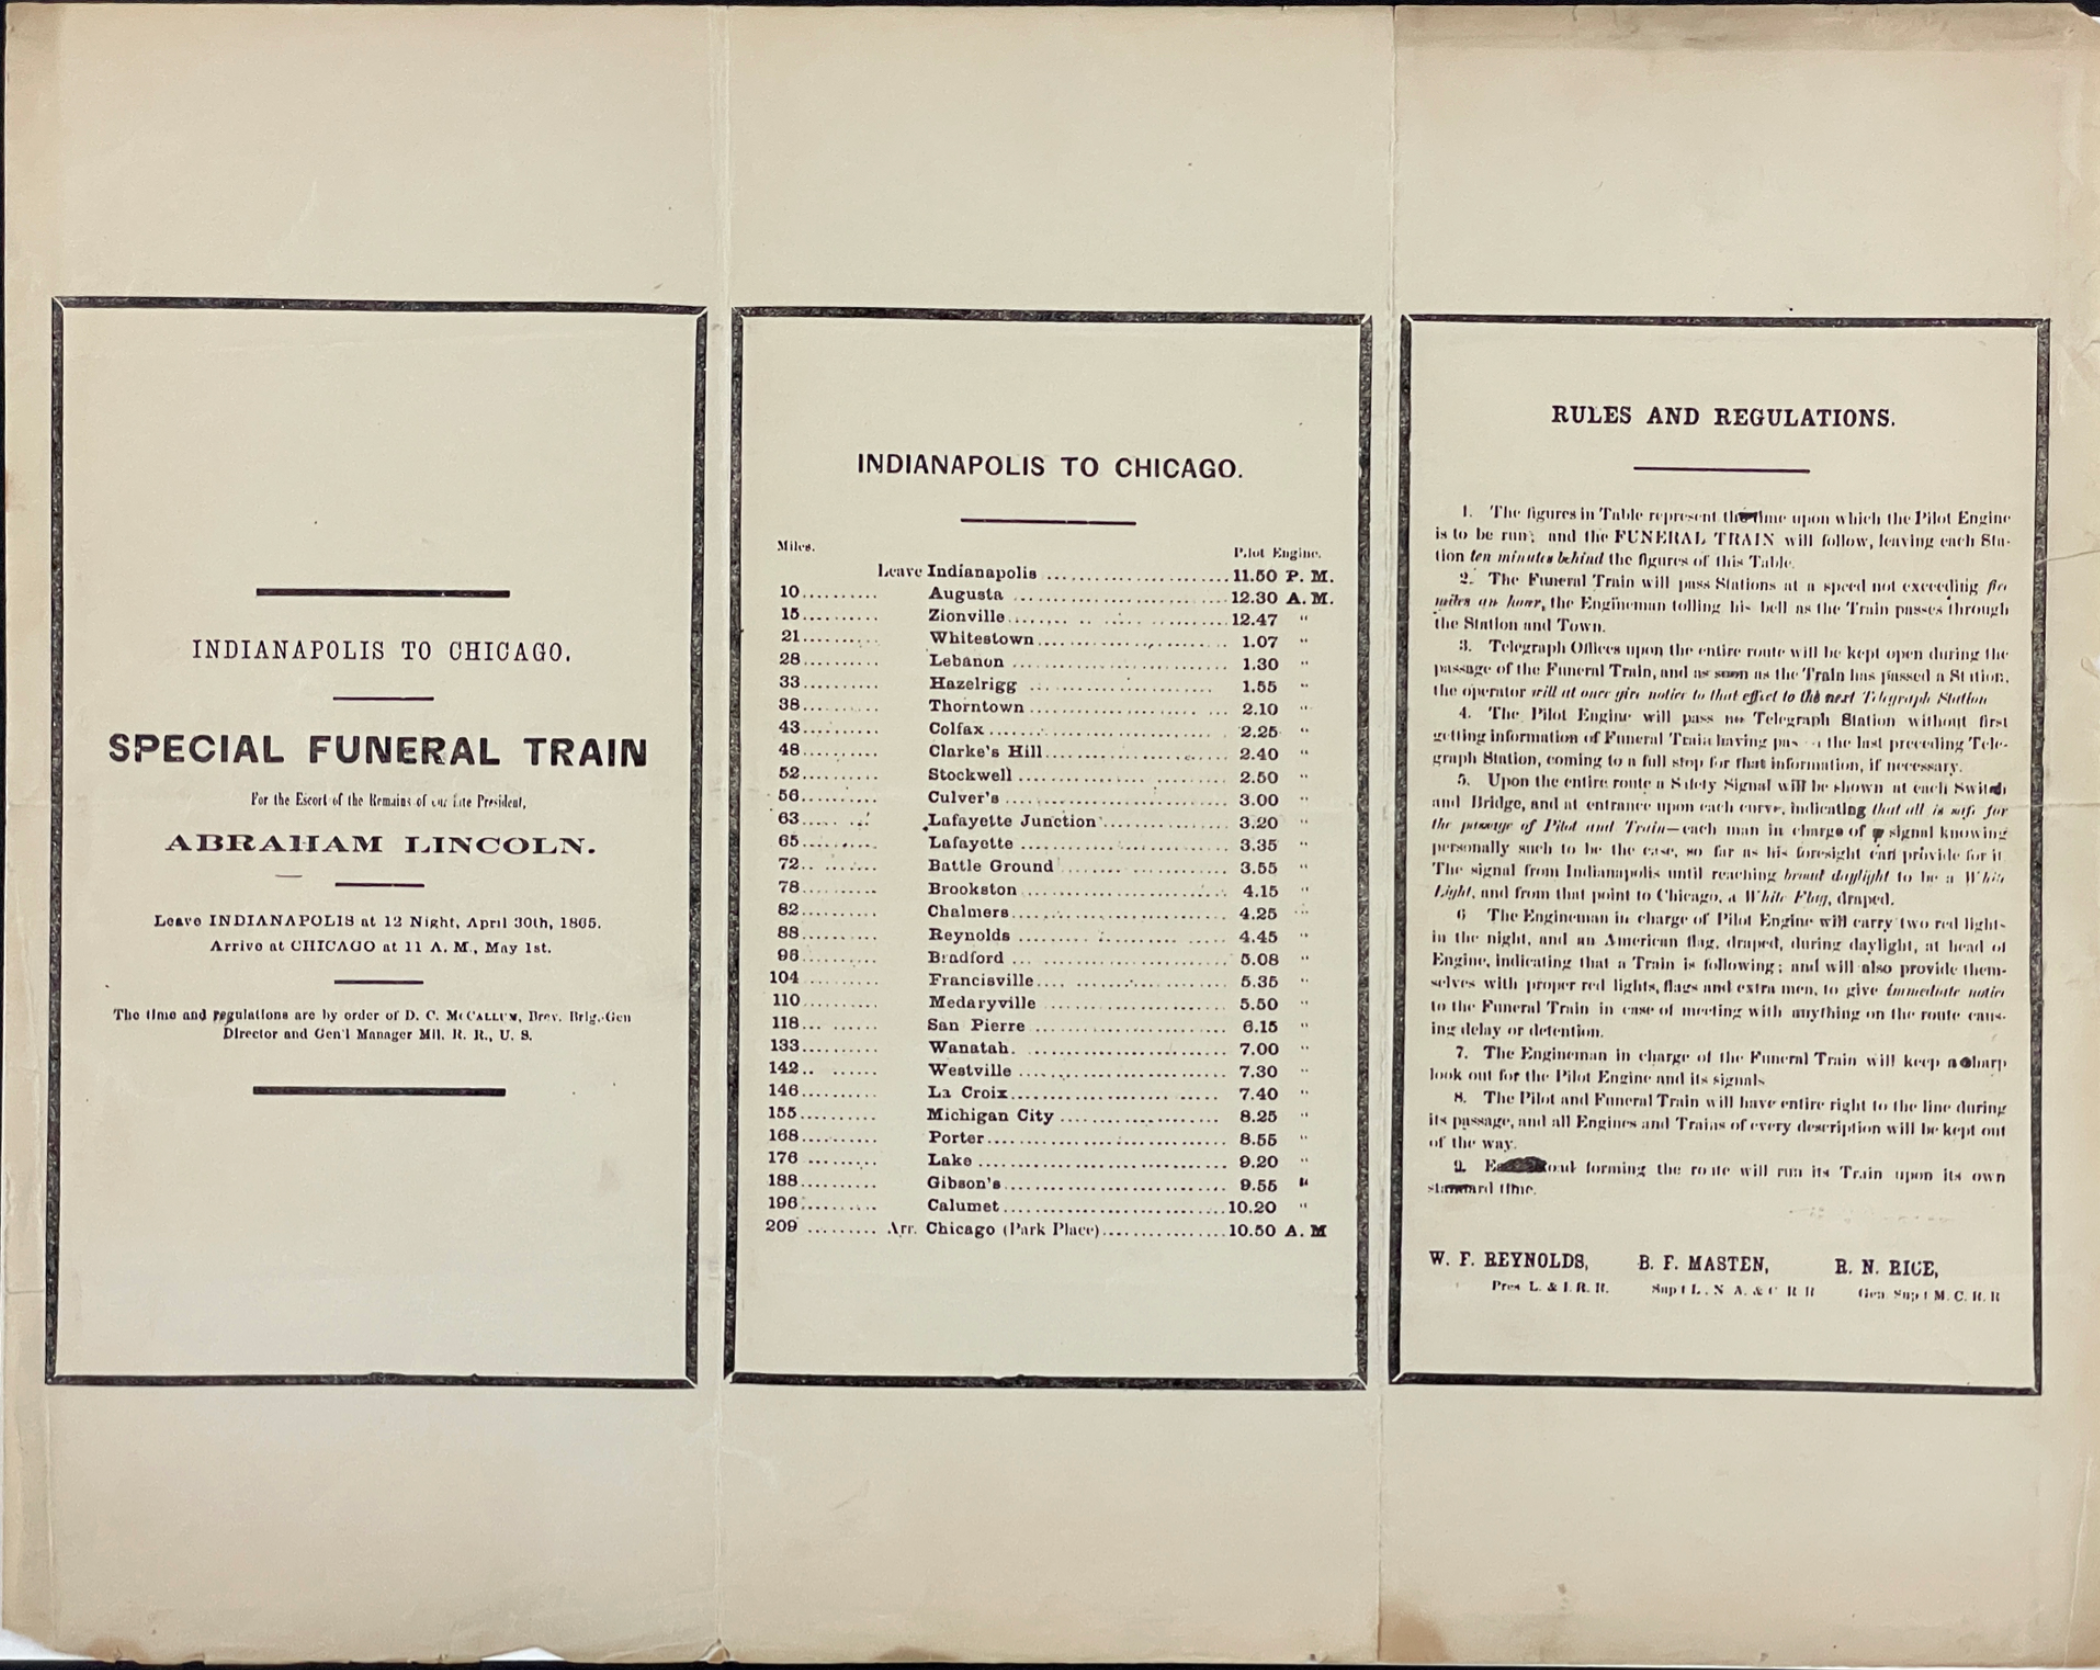 INDIANAPOLIS TO CHICAGO.
SPECIAL FUNERAL TRAIN
For the Escort of the Remains of our late President,
ABRAHAM LINCOLN.
Leave INDIANAPOLIS at 12 Night, April 30th, 1865.
Arrive at CHICAGO at 11 A. M., May 1st.
The time and regulations are by order of D. C. McCALLUM, Brev. Brig.-Gen
Director and Gen'l Manager Mil. R. R., U. S.
INDIANAPOLIS TO CHICAGO.
Miles. Pilot Engine.
Leave Indianapolis ........................ 11.50 P. M.
10.......... Augusta ........................ 12.30 A. M.
15.......... Zionville ........................ 12.47 "
21.......... Whitestown ........................ 1.07 "
28.......... Lebanon ........................ 1.30 "
33.......... Hazelrigg ........................ 1.55 "
38.......... Thorntown ........................ 2.10 "
43.......... Colfax ........................ 2.25 "
48.......... Clarke's Hill ........................ 2.40 "
52.......... Stockwell ........................ 2.50 "
56.......... Culver's ........................ 3.00 "
63.......... Lafayette Junction ........................ 3.20 "
65.......... Lafayette ........................ 3.35 "
72.......... Battle Ground ........................ 3.55 "
78.......... Brookston ........................ 4.15 "
82.......... Chalmers ........................ 4.25 "
88.......... Reynolds ........................ 4.45 "
96.......... Bradford ........................ 5.08 "
104.......... Francisville ........................ 5.35 "
110.......... Medaryville ........................ 5.50 "
118.......... San Pierre ........................ 6.15 "
133.......... Wanatah. ........................ 7.00 "
142.......... Westville ........................ 7.30 "
146.......... La Croix ........................ 7.40 "
155.......... Michigan City ........................ 8.25 "
168.......... Porter ........................ 8.55 "
176.......... Lake ........................ 9.20 "
188.......... Gibson's ........................ 9.55 "
196.......... Calumet ........................ 10.20 "
209.......... Arr. Chicago (Park Place) ................ 10.50 A. M
RULES AND REGULATIONS.
1. The figures in Table represent the time upon which the Pilot Engine
is to be run; and the FUNERAL TRAIN will follow, leaving each Sta-
tion ten minutes behind the figures of this Table.
2. The Funeral Train will pass Stations at a speed not exceeding five
miles an hour, the Engineman tolling his bell as the Train passes through
the Station and Town.
3. Telegraph Offices upon the entire route will be kept open during the
passage of the Funeral Train, and as soon as the Train has passed a Station,
the operator will at once give notice to that effect to the next Telegraph Station
4. The Pilot Engine will pass no Telegraph Station without first
getting information of Funeral Train having passed the last preceding Tele-
graph Station, coming to a full stop for that information, if necessary.
5. Upon the entire route a Safety Signal will be shown at each Switch
and Bridge, and at entrance upon each curve, indicating that all is safe for
the passage of Pilot and Train—each man in charge of a signal knowing
personally such to be the case, so far as his foresight can provide for it
The signal from Indianapolis until reaching broad daylight to be a White
Light, and from that point to Chicago, a White Flag, draped.
6 The Engineman in charge of Pilot Engine will carry two red lights
in the night, and an American flag, draped, during daylight, at head of
Engine, indicating that a Train is following; and will also provide them-
selves with proper red lights, flags and extra men, to give immediate notice
to the Funeral Train in case of meeting with anything on the route caus-
ing delay or detention.
7. The Engineman in charge of the Funeral Train will keep a sharp
look out for the Pilot Engine and its signals
8. The Pilot and Funeral Train will have entire right to the line during
its passage, and all Engines and Trains of every description will be kept out
of the way.
9. Each Road forming the route will run its Train upon its own
standard time.
W. F. REYNOLDS, B. F. MASTEN, R. N. RICE,
Pres L. & I. R. R. Sup't L., N A. & C R R Gen. Sup't M. C. R. R